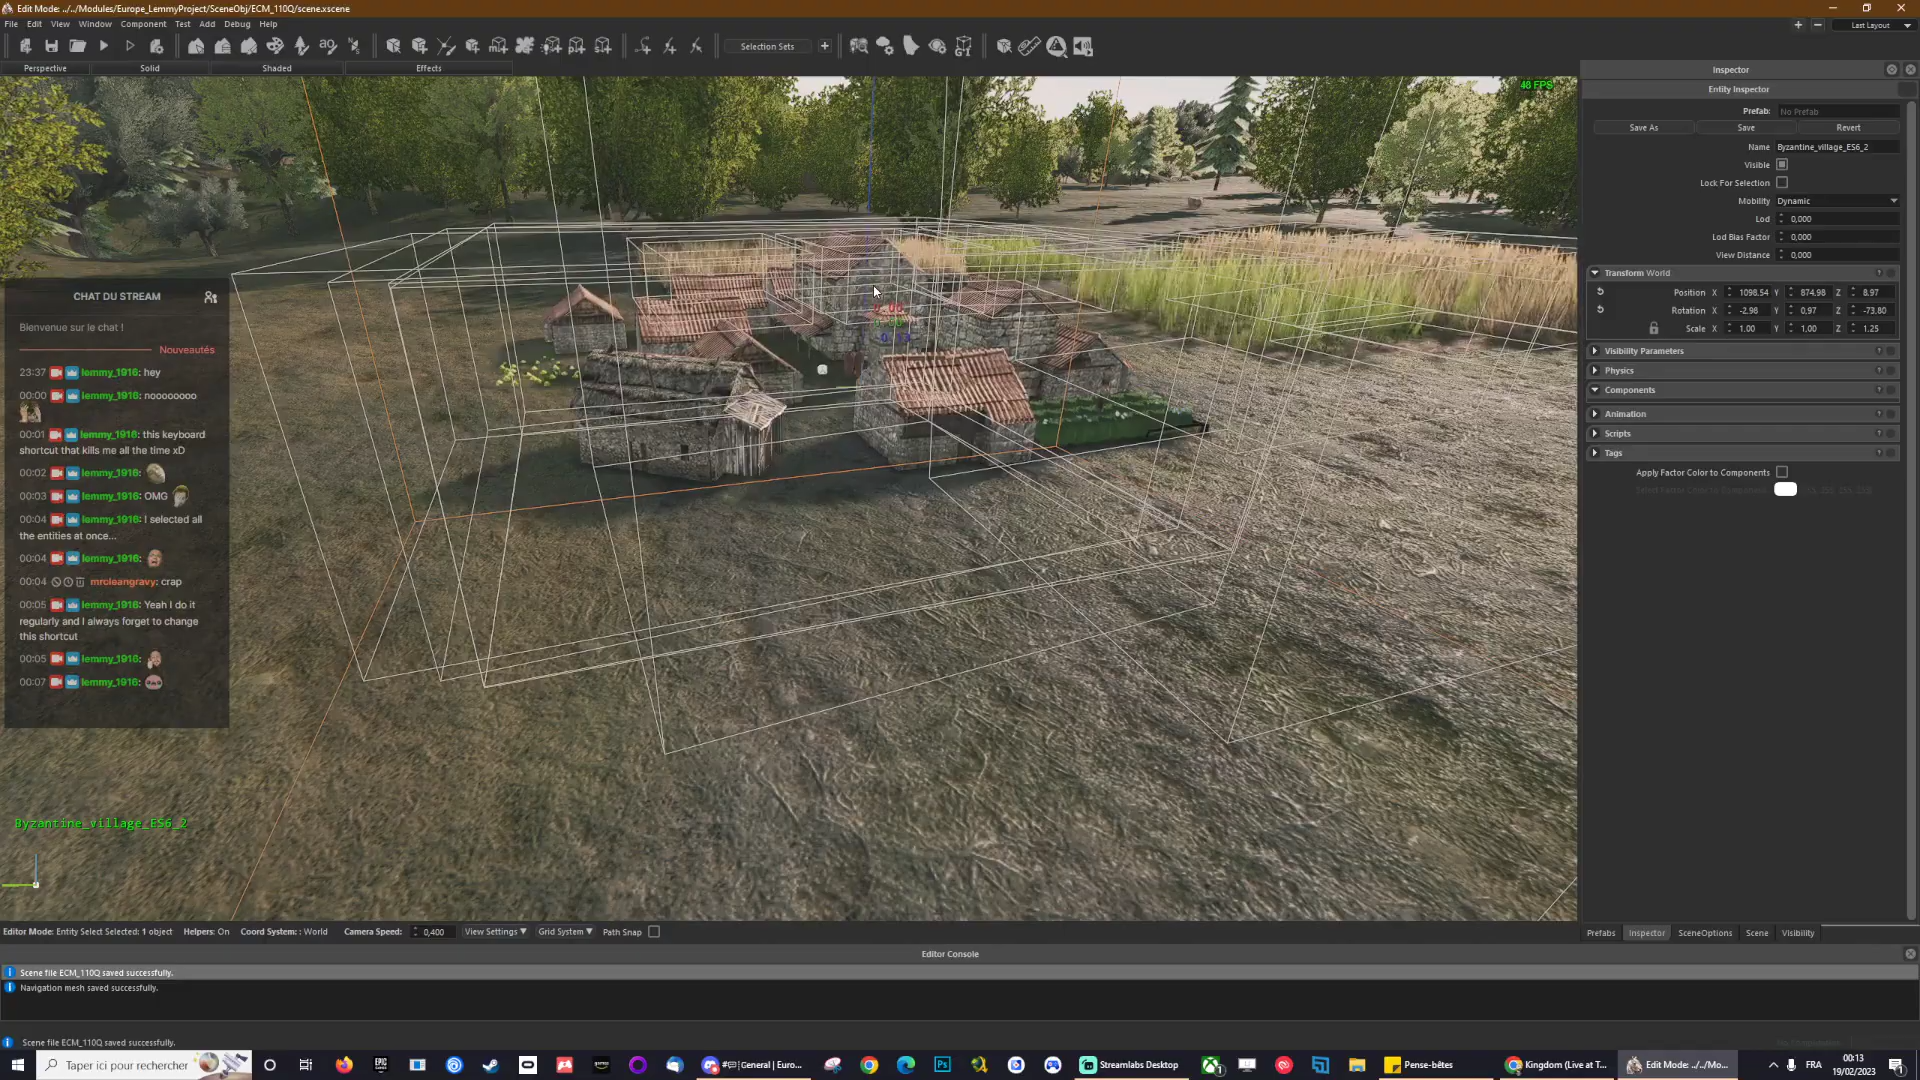 Edit Mode: ../../Modules/Europe_LemmyProject/SceneObj/ECM_110Q/scene.xscene
File Edit View Window Component Test Add Debug Help
Last Layout
Selection Sets
Perspective Solid Shaded Effects
48 FPS
Inspector
Entity Inspector
Prefab: No Prefab
Save As Save Revert
Name Byzantine_village_ES6_2
Visible
Lock For Selection
Mobility Dynamic
Lod 0,000
Lod Bias Factor 0,000
View Distance 0,000
Transform World
Position X 1098.54 Y 874.98 Z 8.97
Rotation X -2.98 Y 0.97 Z -73.80
Scale X 1.00 Y 1.00 Z 1.25
Visibility Parameters
Physics
Components
Animation
Scripts
Tags
Apply Factor Color to Components
CHAT DU STREAM
Bienvenue sur le chat !
Nouveautés
23:37 lemmy_1916: hey
00:00 lemmy_1916: noooooooo
00:01 lemmy_1916: this keyboard
shortcut that kills me all the time xD
00:02 lemmy_1916:
00:03 lemmy_1916: OMG
00:04 lemmy_1916: I selected all
the entities at once...
00:04 lemmy_1916:
00:04 mrcleangravy: crap
00:05 lemmy_1916: Yeah I do it
regularly and I always forget to change
this shortcut
00:05 lemmy_1916:
00:07 lemmy_1916:
Byzantine_village_ES6_2
Editor Mode: Entity Select Selected: 1 object Helpers: On Coord System: : World Camera Speed: 0,400 View Settings Grid System Path Snap
Prefabs Inspector SceneOptions Scene Visibility
Editor Console
Scene file ECM_110Q saved successfully.
Navigation mesh saved successfully.
Scene file ECM_110Q saved successfully.
Taper ici pour rechercher
General | Euro...
Streamlabs Desktop
Pense-bêtes
Kingdom (Live at T...
Edit Mode: ../../Mo...
FRA
00:13
19/02/2023